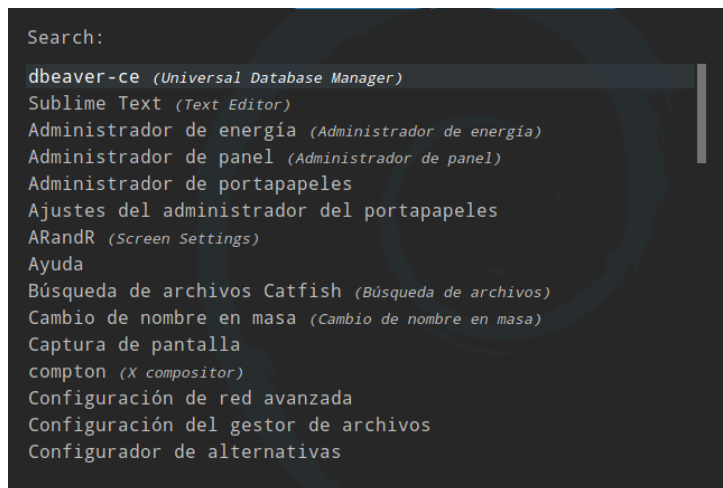 Search:
dbeaver-ce (Universal Database Manager)
Sublime Text (Text Editor)
Administrador de energía (Administrador de energía)
Administrador de panel (Administrador de panel)
Administrador de portapapeles
Ajustes del administrador del portapapeles
ARandR (Screen Settings)
Ayuda
Búsqueda de archivos Catfish (Búsqueda de archivos)
Cambio de nombre en masa (Cambio de nombre en masa)
Captura de pantalla
compton (X compositor)
Configuración de red avanzada
Configuración del gestor de archivos
Configurador de alternativas